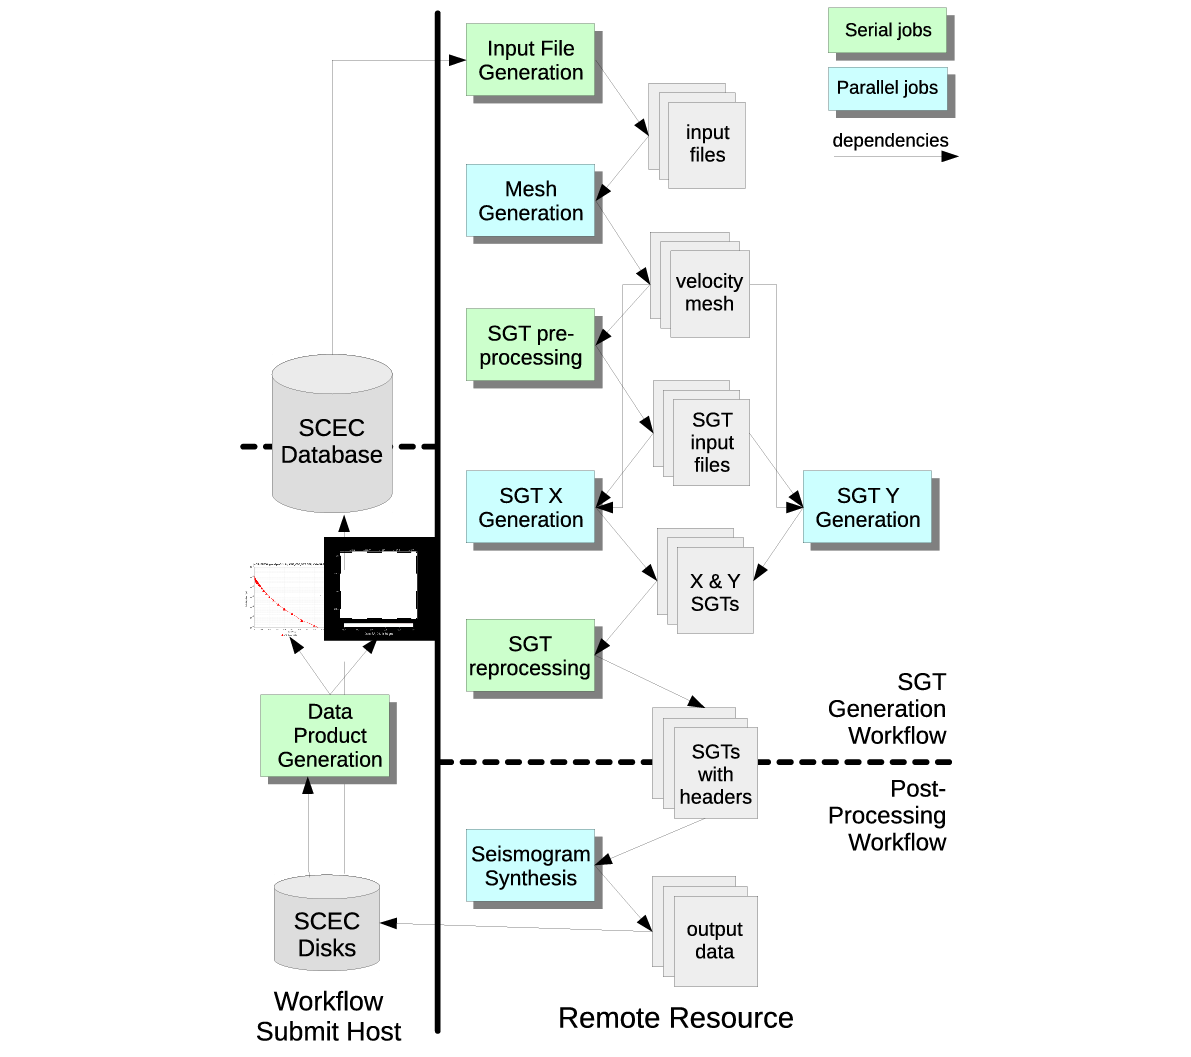 Input File
Generation
Serial jobs
Parallel jobs
dependencies
input
files
Mesh
Generation
velocity
mesh
SGT pre-
processing
SCEC
Database
SGT
input
files
SGT X
Generation
SGT Y
Generation
X & Y
SGTs
SGT
reprocessing
SGT
Generation
Workflow
Data
Product
Generation
SGTs
with
headers
Post-
Processing
Workflow
Seismogram
Synthesis
SCEC
Disks
output
data
Workflow
Submit Host
Remote Resource